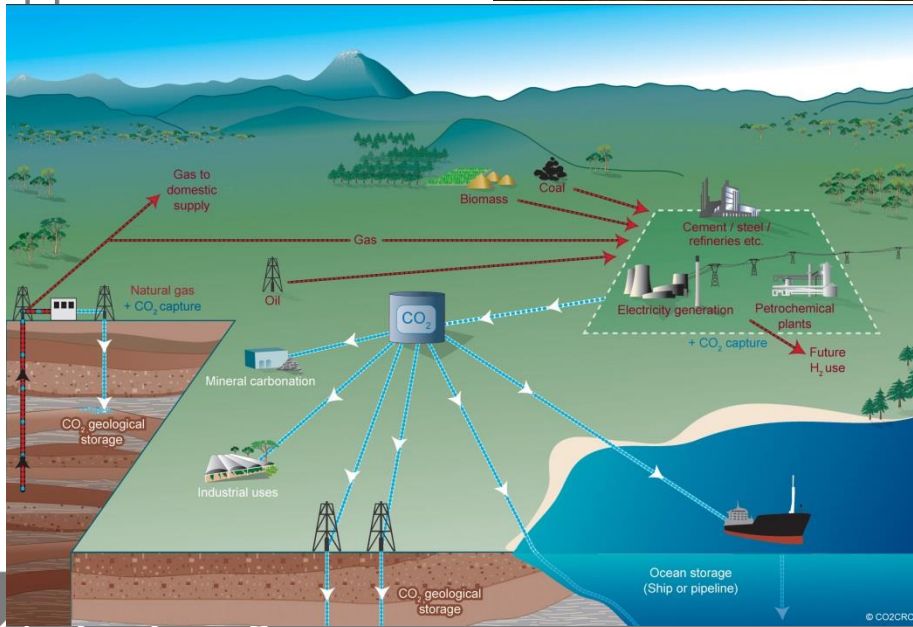 Gas to
domestic
supply
Coal
Biomass
Gas
Cement / steel /
refineries etc.
Oil
Natural gas
+ CO₂ capture
CO₂
Electricity generation
Petrochemical
plants
+ CO₂ capture
Future
H₂ use
Mineral carbonation
CO₂ geological
storage
Industrial uses
CO₂ geological
storage
Ocean storage
(Ship or pipeline)
© CO2CRC